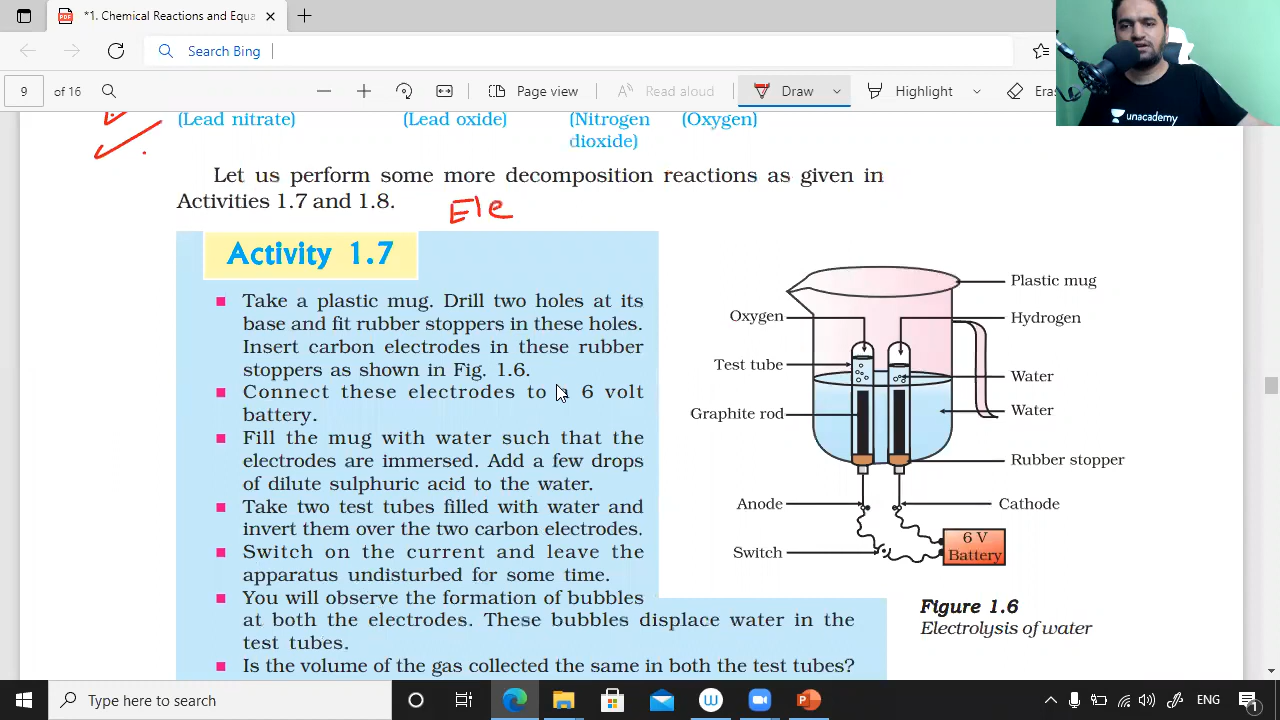 *1. Chemical Reactions and Equa
Search Bing
9 of 16
Page view
Read aloud
Draw
Highlight
Eras
unacademy
(Lead nitrate) (Lead oxide) (Nitrogen (Oxygen)
dioxide)
Let us perform some more decomposition reactions as given in
Activities 1.7 and 1.8.
Ele
Activity 1.7
Take a plastic mug. Drill two holes at its
base and fit rubber stoppers in these holes.
Insert carbon electrodes in these rubber
stoppers as shown in Fig. 1.6.
Connect these electrodes to 6 volt
battery.
Fill the mug with water such that the
electrodes are immersed. Add a few drops
of dilute sulphuric acid to the water.
Take two test tubes filled with water and
invert them over the two carbon electrodes.
Switch on the current and leave the
apparatus undisturbed for some time.
You will observe the formation of bubbles
at both the electrodes. These bubbles displace water in the
test tubes.
Is the volume of the gas collected the same in both the test tubes?
Plastic mug
Oxygen
Hydrogen
Test tube
Water
Graphite rod
Water
Rubber stopper
Anode
Cathode
Switch
6 V
Battery
Figure 1.6
Electrolysis of water
Type here to search
ENG
1